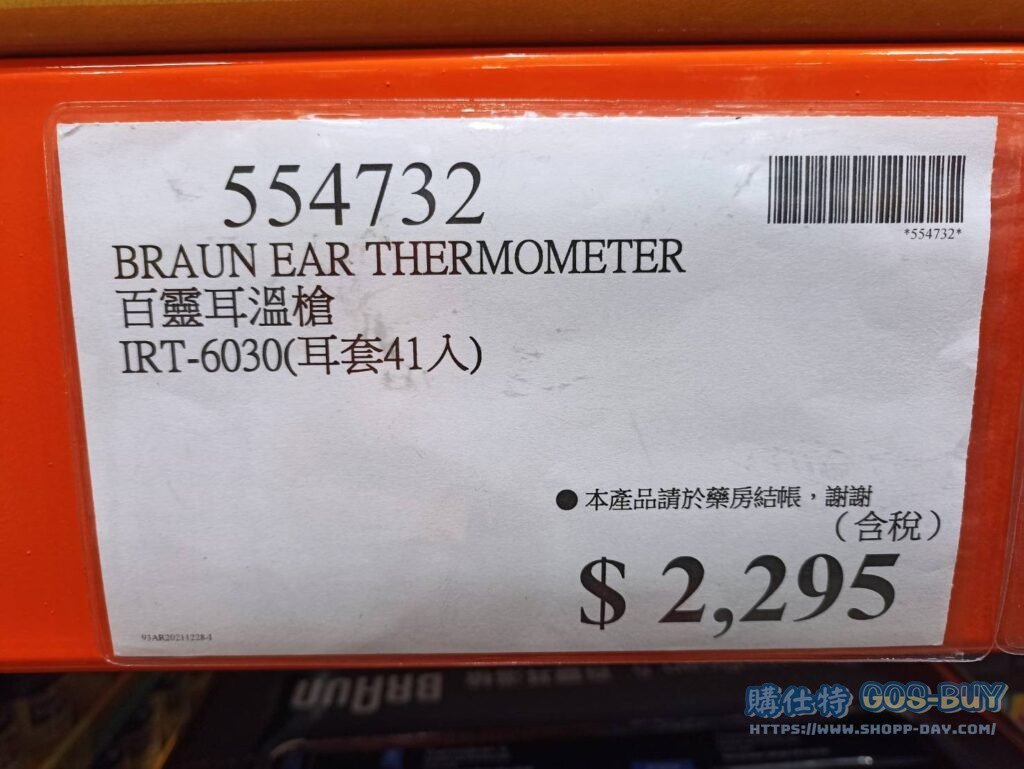 554732
*554732*
BRAUN EAR THERMOMETER
百靈耳溫槍
IRT-6030(耳套41入)
●本產品請於藥房結帳，謝謝
（含稅）
$ 2,295
93AR20211228-1
BRAUN
購仕特 GOS-BUY
HTTPS://WWW.SHOPP-DAY.COM/